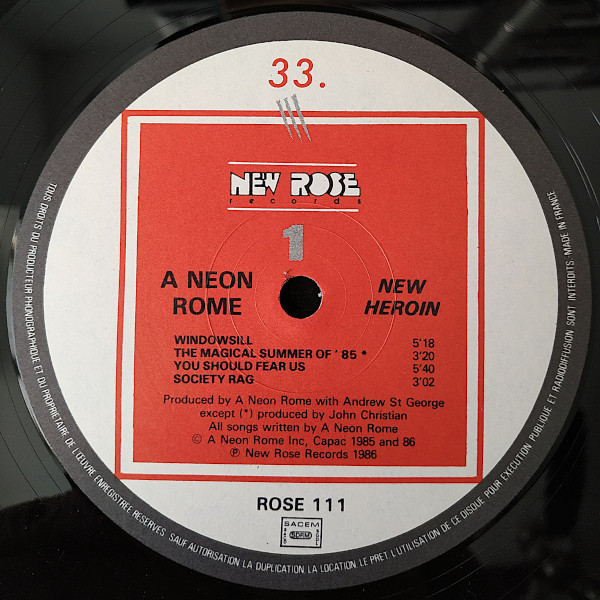 33.
NEW ROSE
records
1
A NEON
ROME
NEW
HEROIN
WINDOWSILL 5'18
THE MAGICAL SUMMER OF '85 * 3'20
YOU SHOULD FEAR US 5'40
SOCIETY RAG 3'02
Produced by A Neon Rome with Andrew St George
except (*) produced by John Christian
All songs written by A Neon Rome
© A Neon Rome Inc, Capac 1985 and 86
℗ New Rose Records 1986
ROSE 111
SACEM
SDRM
TOUS DROITS DU PRODUCTEUR PHONOGRAPHIQUE ET DU PROPRIETAIRE DE L'ŒUVRE ENREGISTREE RESERVES. SAUF AUTORISATION LA DUPLICATION, LA LOCATION, LE PRET, L'UTILISATION DE CE DISQUE POUR EXECUTION PUBLIQUE ET RADIODIFFUSION SONT INTERDITS - MADE IN FRANCE